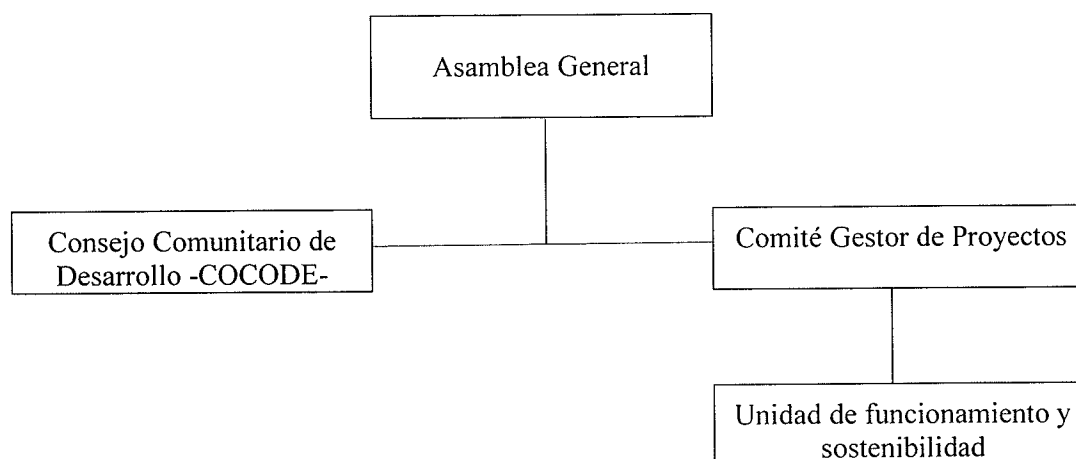 Asamblea General
Consejo Comunitario de
Desarrollo -COCODE-
Comité Gestor de Proyectos
Unidad de funcionamiento y
sostenibilidad